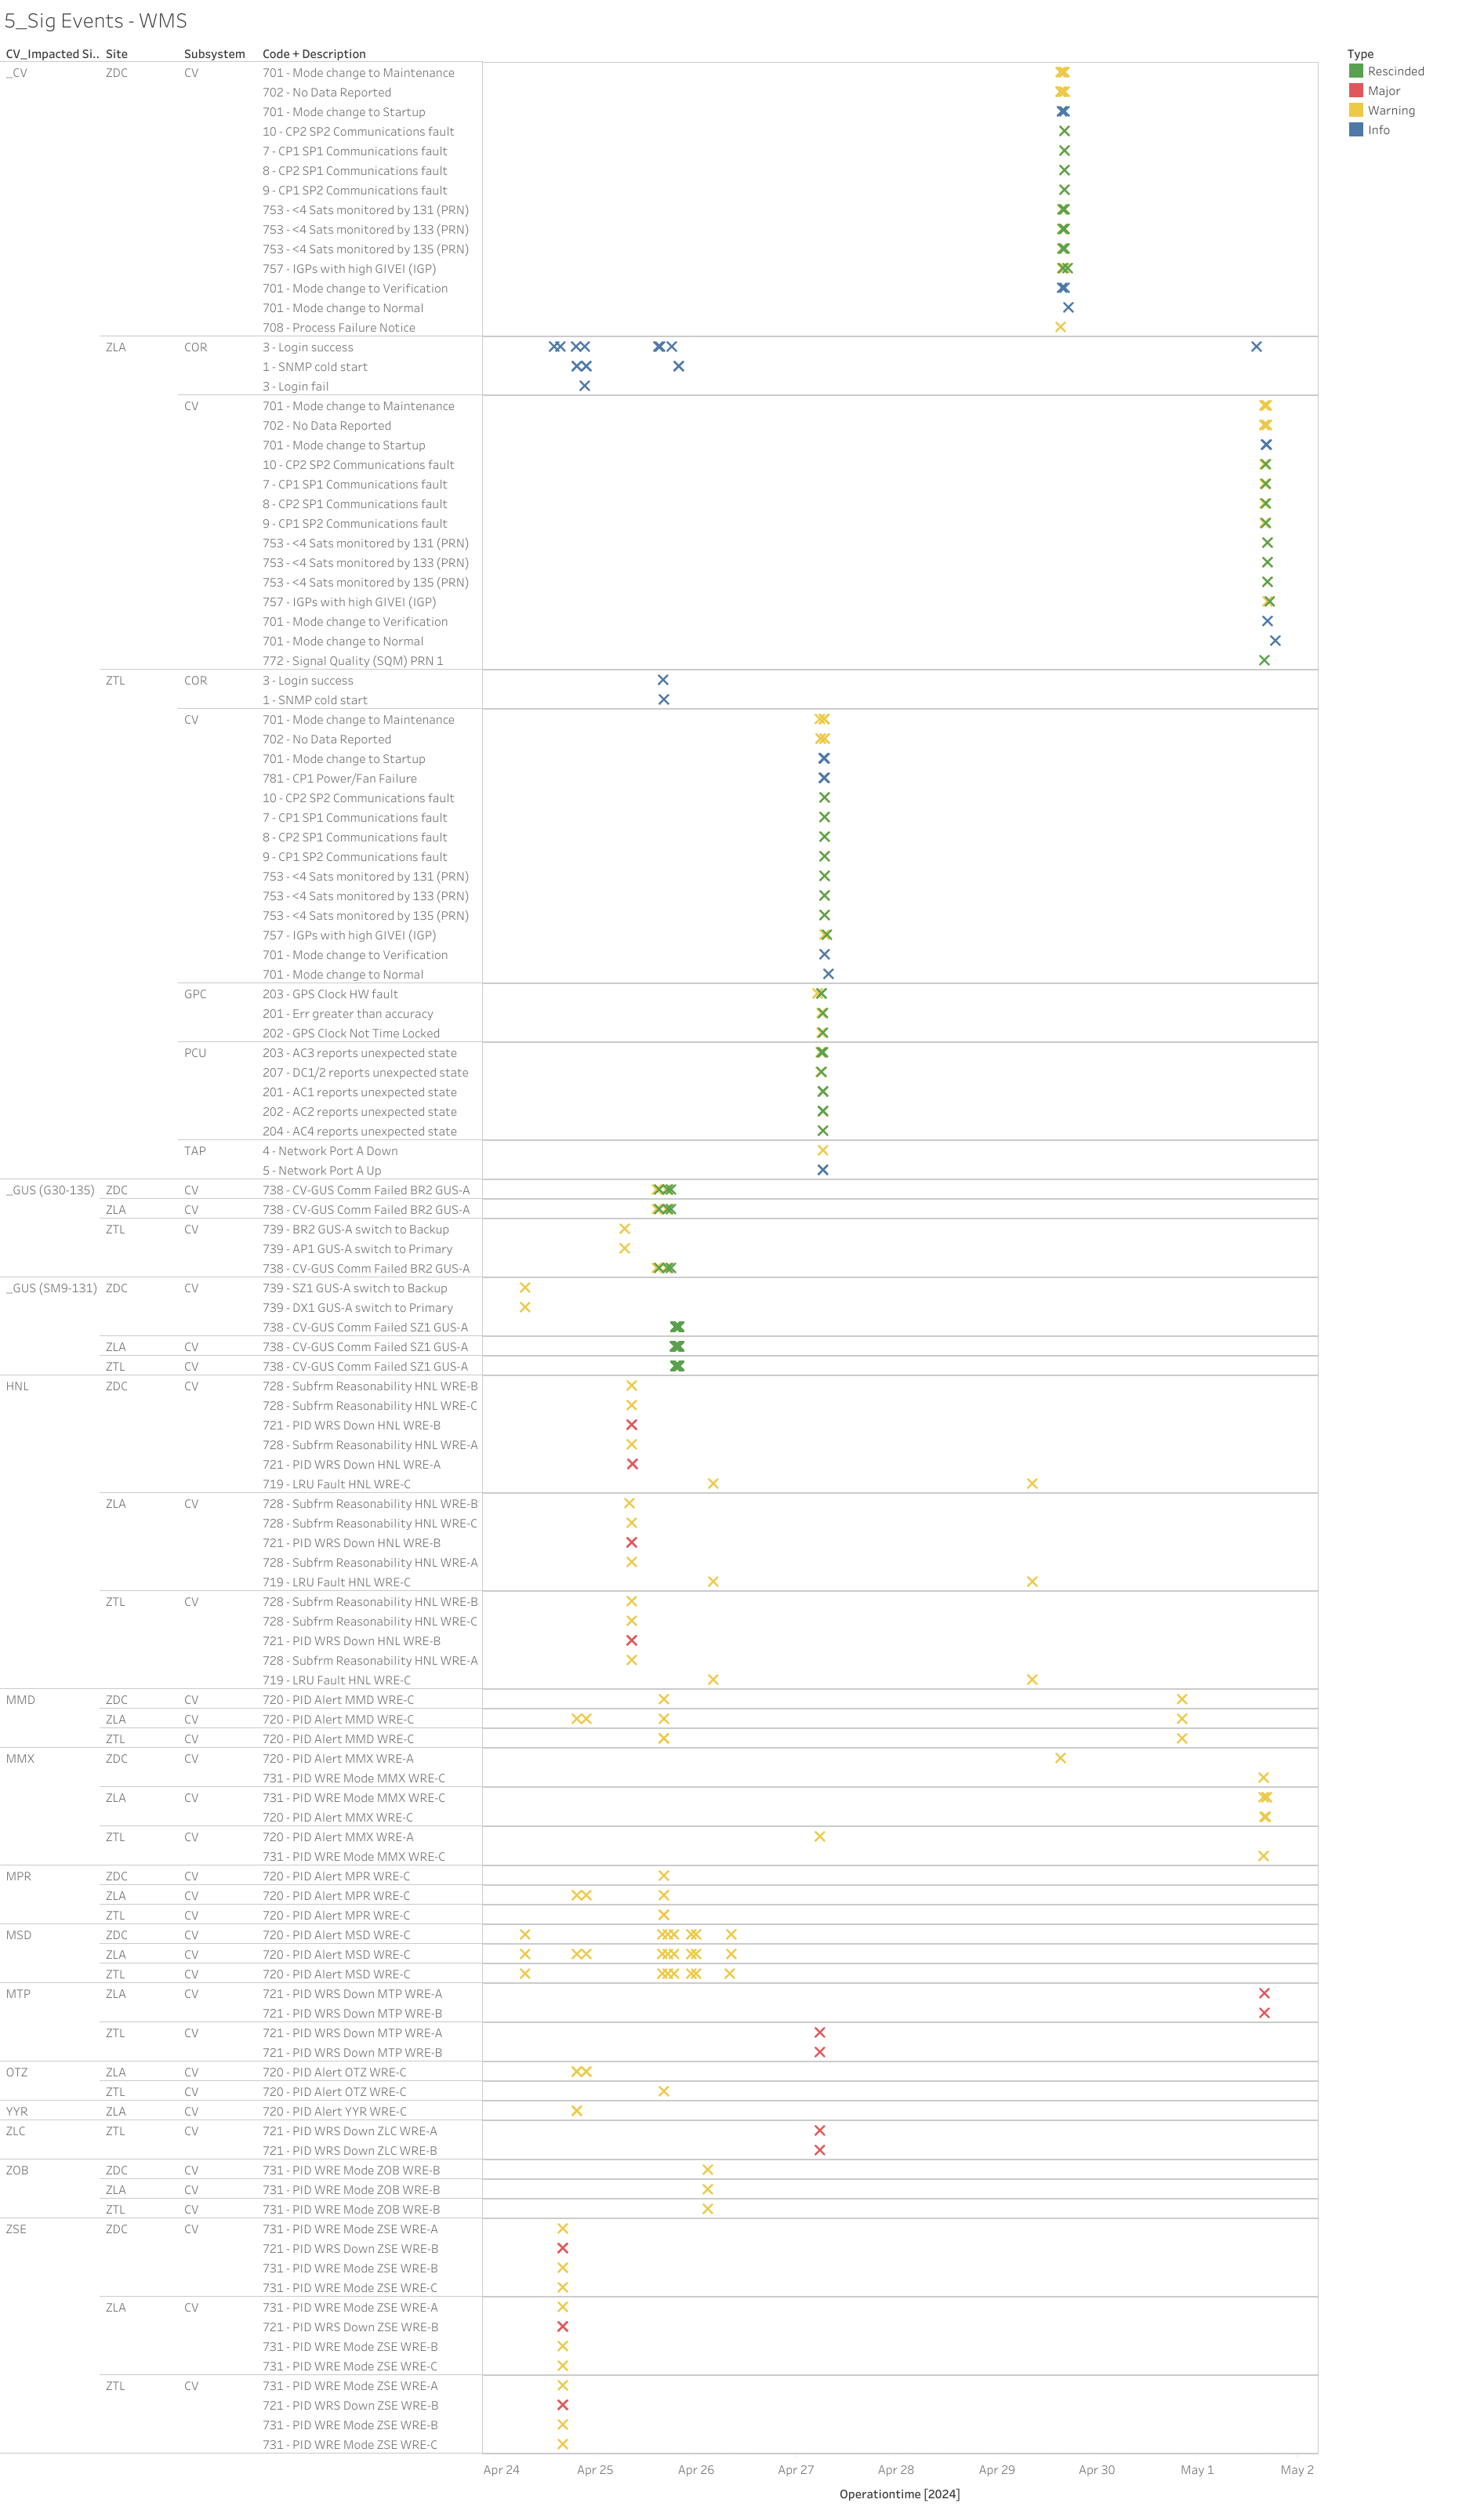 5_Sig Events - WMS
CV_Impacted Si.. Site Subsystem Code + Description Type
_CV ZDC CV 701 - Mode change to Maintenance Rescinded
702 - No Data Reported Major
701 - Mode change to Startup Warning
10 - CP2 SP2 Communications fault Info
7 - CP1 SP1 Communications fault
8 - CP2 SP1 Communications fault
9 - CP1 SP2 Communications fault
753 - <4 Sats monitored by 131 (PRN)
753 - <4 Sats monitored by 133 (PRN)
753 - <4 Sats monitored by 135 (PRN)
757 - IGPs with high GIVEI (IGP)
701 - Mode change to Verification
701 - Mode change to Normal
708 - Process Failure Notice
ZLA COR 3 - Login success
1 - SNMP cold start
3 - Login fail
CV 701 - Mode change to Maintenance
702 - No Data Reported
701 - Mode change to Startup
10 - CP2 SP2 Communications fault
7 - CP1 SP1 Communications fault
8 - CP2 SP1 Communications fault
9 - CP1 SP2 Communications fault
753 - <4 Sats monitored by 131 (PRN)
753 - <4 Sats monitored by 133 (PRN)
753 - <4 Sats monitored by 135 (PRN)
757 - IGPs with high GIVEI (IGP)
701 - Mode change to Verification
701 - Mode change to Normal
772 - Signal Quality (SQM) PRN 1
ZTL COR 3 - Login success
1 - SNMP cold start
CV 701 - Mode change to Maintenance
702 - No Data Reported
701 - Mode change to Startup
781 - CP1 Power/Fan Failure
10 - CP2 SP2 Communications fault
7 - CP1 SP1 Communications fault
8 - CP2 SP1 Communications fault
9 - CP1 SP2 Communications fault
753 - <4 Sats monitored by 131 (PRN)
753 - <4 Sats monitored by 133 (PRN)
753 - <4 Sats monitored by 135 (PRN)
757 - IGPs with high GIVEI (IGP)
701 - Mode change to Verification
701 - Mode change to Normal
GPC 203 - GPS Clock HW fault
201 - Err greater than accuracy
202 - GPS Clock Not Time Locked
PCU 203 - AC3 reports unexpected state
207 - DC1/2 reports unexpected state
201 - AC1 reports unexpected state
202 - AC2 reports unexpected state
204 - AC4 reports unexpected state
TAP 4 - Network Port A Down
5 - Network Port A Up
_GUS (G30-135) ZDC CV 738 - CV-GUS Comm Failed BR2 GUS-A
ZLA CV 738 - CV-GUS Comm Failed BR2 GUS-A
ZTL CV 739 - BR2 GUS-A switch to Backup
739 - AP1 GUS-A switch to Primary
738 - CV-GUS Comm Failed BR2 GUS-A
_GUS (SM9-131) ZDC CV 739 - SZ1 GUS-A switch to Backup
739 - DX1 GUS-A switch to Primary
738 - CV-GUS Comm Failed SZ1 GUS-A
ZLA CV 738 - CV-GUS Comm Failed SZ1 GUS-A
ZTL CV 738 - CV-GUS Comm Failed SZ1 GUS-A
HNL ZDC CV 728 - Subfrm Reasonability HNL WRE-B
728 - Subfrm Reasonability HNL WRE-C
721 - PID WRS Down HNL WRE-B
728 - Subfrm Reasonability HNL WRE-A
721 - PID WRS Down HNL WRE-A
719 - LRU Fault HNL WRE-C
ZLA CV 728 - Subfrm Reasonability HNL WRE-B
728 - Subfrm Reasonability HNL WRE-C
721 - PID WRS Down HNL WRE-B
728 - Subfrm Reasonability HNL WRE-A
719 - LRU Fault HNL WRE-C
ZTL CV 728 - Subfrm Reasonability HNL WRE-B
728 - Subfrm Reasonability HNL WRE-C
721 - PID WRS Down HNL WRE-B
728 - Subfrm Reasonability HNL WRE-A
719 - LRU Fault HNL WRE-C
MMD ZDC CV 720 - PID Alert MMD WRE-C
ZLA CV 720 - PID Alert MMD WRE-C
ZTL CV 720 - PID Alert MMD WRE-C
MMX ZDC CV 720 - PID Alert MMX WRE-A
731 - PID WRE Mode MMX WRE-C
ZLA CV 731 - PID WRE Mode MMX WRE-C
720 - PID Alert MMX WRE-C
ZTL CV 720 - PID Alert MMX WRE-A
731 - PID WRE Mode MMX WRE-C
MPR ZDC CV 720 - PID Alert MPR WRE-C
ZLA CV 720 - PID Alert MPR WRE-C
ZTL CV 720 - PID Alert MPR WRE-C
MSD ZDC CV 720 - PID Alert MSD WRE-C
ZLA CV 720 - PID Alert MSD WRE-C
ZTL CV 720 - PID Alert MSD WRE-C
MTP ZLA CV 721 - PID WRS Down MTP WRE-A
721 - PID WRS Down MTP WRE-B
ZTL CV 721 - PID WRS Down MTP WRE-A
721 - PID WRS Down MTP WRE-B
OTZ ZLA CV 720 - PID Alert OTZ WRE-C
ZTL CV 720 - PID Alert OTZ WRE-C
YYR ZLA CV 720 - PID Alert YYR WRE-C
ZLC ZTL CV 721 - PID WRS Down ZLC WRE-A
721 - PID WRS Down ZLC WRE-B
ZOB ZDC CV 731 - PID WRE Mode ZOB WRE-B
ZLA CV 731 - PID WRE Mode ZOB WRE-B
ZTL CV 731 - PID WRE Mode ZOB WRE-B
ZSE ZDC CV 731 - PID WRE Mode ZSE WRE-A
721 - PID WRS Down ZSE WRE-B
731 - PID WRE Mode ZSE WRE-B
731 - PID WRE Mode ZSE WRE-C
ZLA CV 731 - PID WRE Mode ZSE WRE-A
721 - PID WRS Down ZSE WRE-B
731 - PID WRE Mode ZSE WRE-B
731 - PID WRE Mode ZSE WRE-C
ZTL CV 731 - PID WRE Mode ZSE WRE-A
721 - PID WRS Down ZSE WRE-B
731 - PID WRE Mode ZSE WRE-B
731 - PID WRE Mode ZSE WRE-C
Apr 24 Apr 25 Apr 26 Apr 27 Apr 28 Apr 29 Apr 30 May 1 May 2
Operationtime [2024]